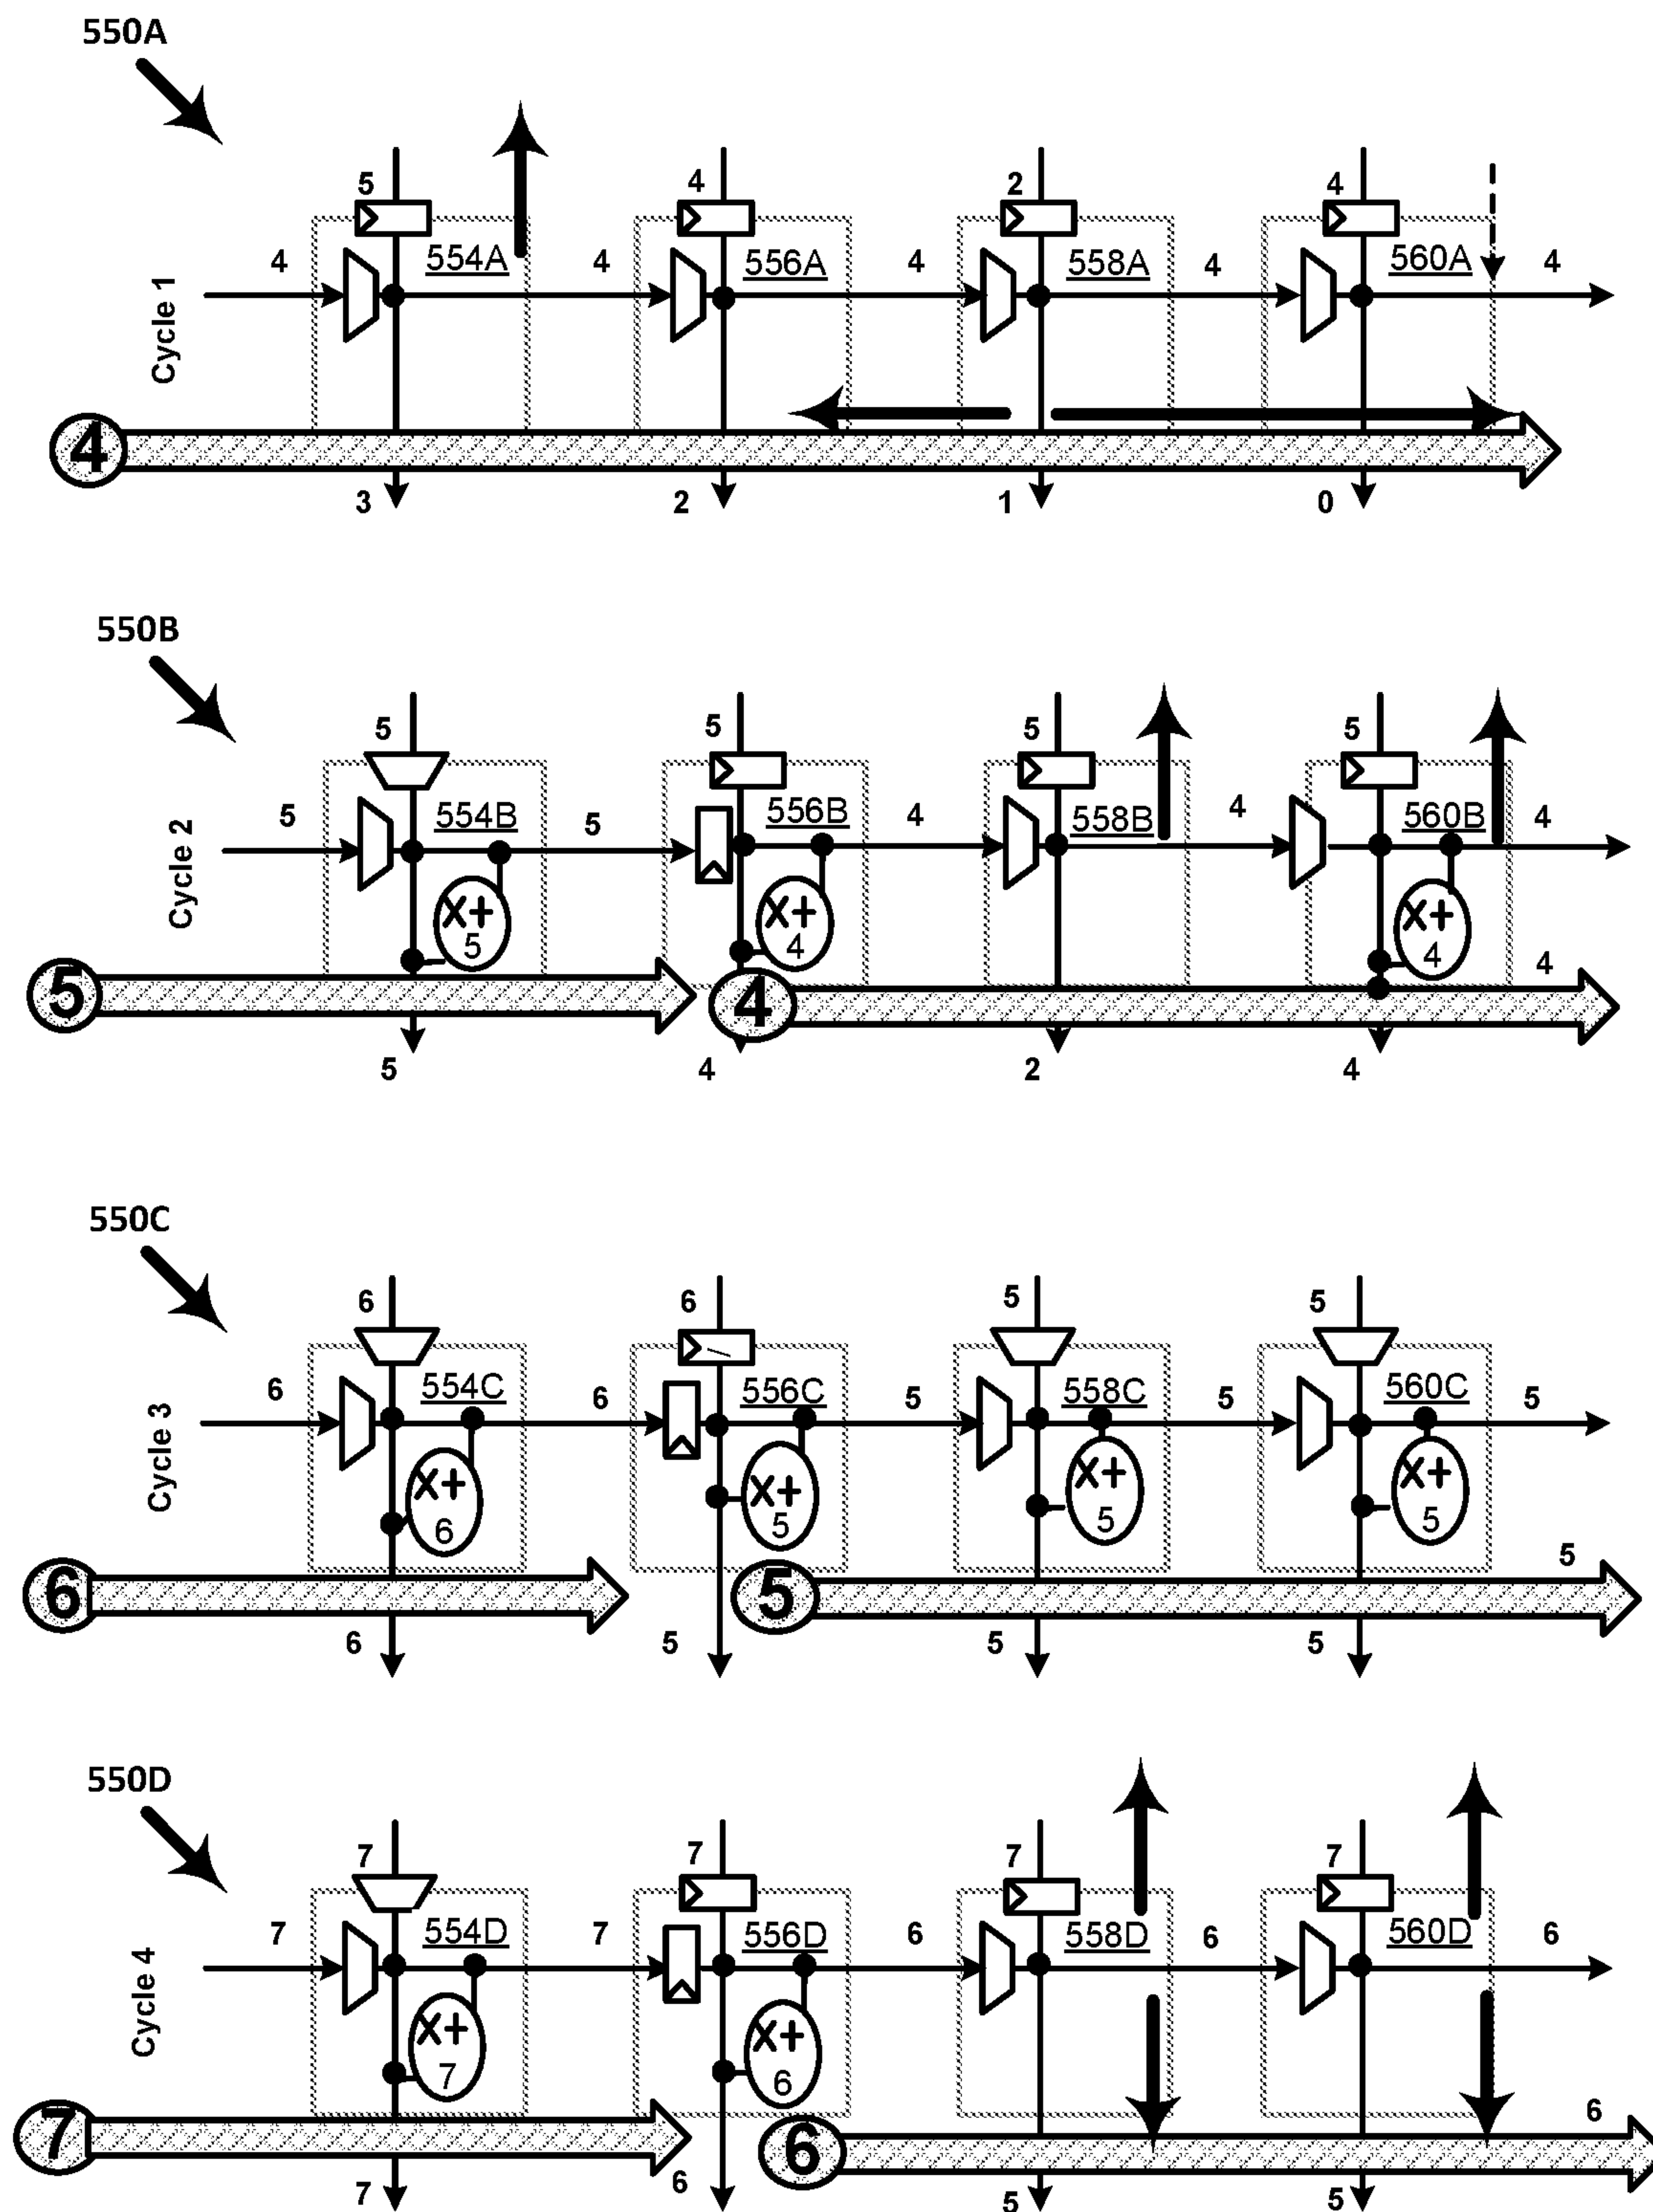 550A
5 4 2 4
554A 556A 558A 560A
4 4 4 4 4
Cycle 1
4
3 2 1 0
550B
5 5 5 5
554B 556B 558B 560B
5 5 4 4 4
Cycle 2
X+ X+ X+
5 4 4
5 4 4
5 4 2 4
550C
6 6 5 5
554C 556C 558C 560C
6 6 5 5 5
Cycle 3
X+ X+ X+ X+
6 5 5 5
6 5 5
6 5 5 5
550D
7 7 7 7
554D 556D 558D 560D
7 7 6 6 6
Cycle 4
X+ X+
7 6
7 6 6
7 6 5 5